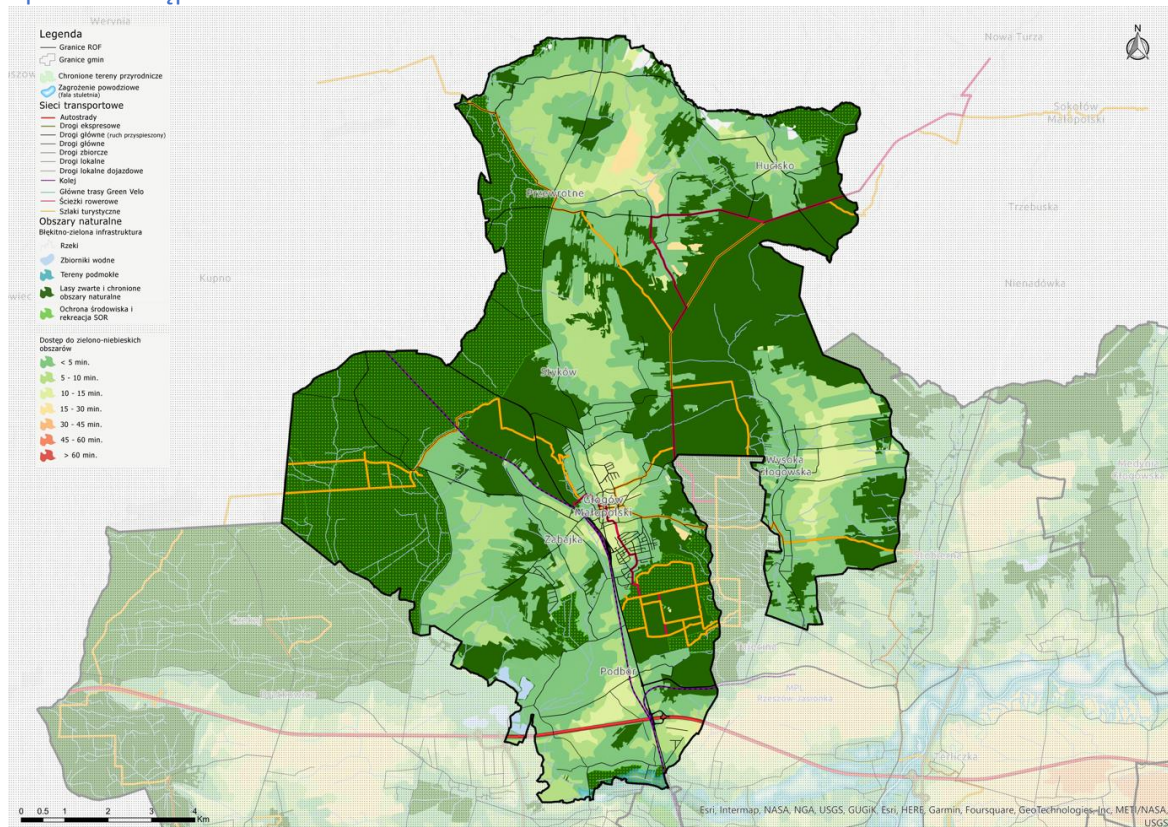 Werynia
Legenda
Granice ROF
Granice gmin
Chronione tereny przyrodnicze
Zagrożenie powodziowe
(fala stuletnia)
Sieci transportowe
Autostrady
Drogi ekspresowe
Drogi główne (ruch przyspieszony)
Drogi główne
Drogi zbiorcze
Drogi lokalne
Drogi lokalne dojazdowe
Kolej
Główne trasy Green Velo
Ścieżki rowerowe
Szlaki turystyczne
Obszary naturalne
Błękitno-zielona infrastruktura
Rzeki
Zbiorniki wodne
Tereny podmokłe
Lasy zwarte i chronione
obszary naturalne
Ochrona środowiska i
rekreacja SOR
Dostęp do zielono-niebieskich
obszarów
< 5 min.
5 - 10 min.
10 - 15 min.
15 - 30 min.
30 - 45 min.
45 - 60 min.
> 60 min.
N
Nowa Turza
Sokołów
Małopolski
Hucisko
Przewrotne
Trzebuska
Kupno
Nienadówka
Styków
Wysoka
Głogowska
Głogów
Małopolski
Zabajka
Podbór
0 0.5 1 2 3 4
Km
Esri, Intermap, NASA, NGA, USGS, GUGiK, Esri, HERE, Garmin, Foursquare, GeoTechnologies, Inc, METI/NASA,
USGS